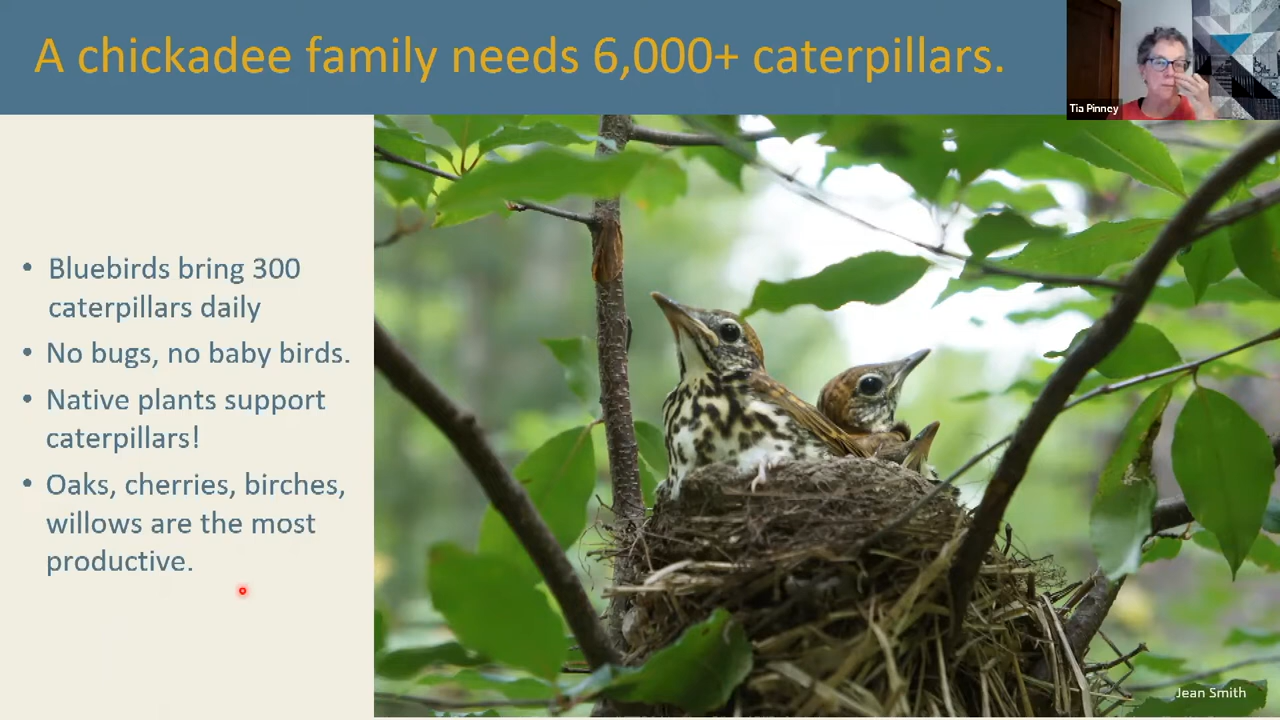 A chickadee family needs 6,000+ caterpillars.
Tia Pinney
• Bluebirds bring 300
caterpillars daily
• No bugs, no baby birds.
• Native plants support
caterpillars!
• Oaks, cherries, birches,
willows are the most
productive.
Jean Smith